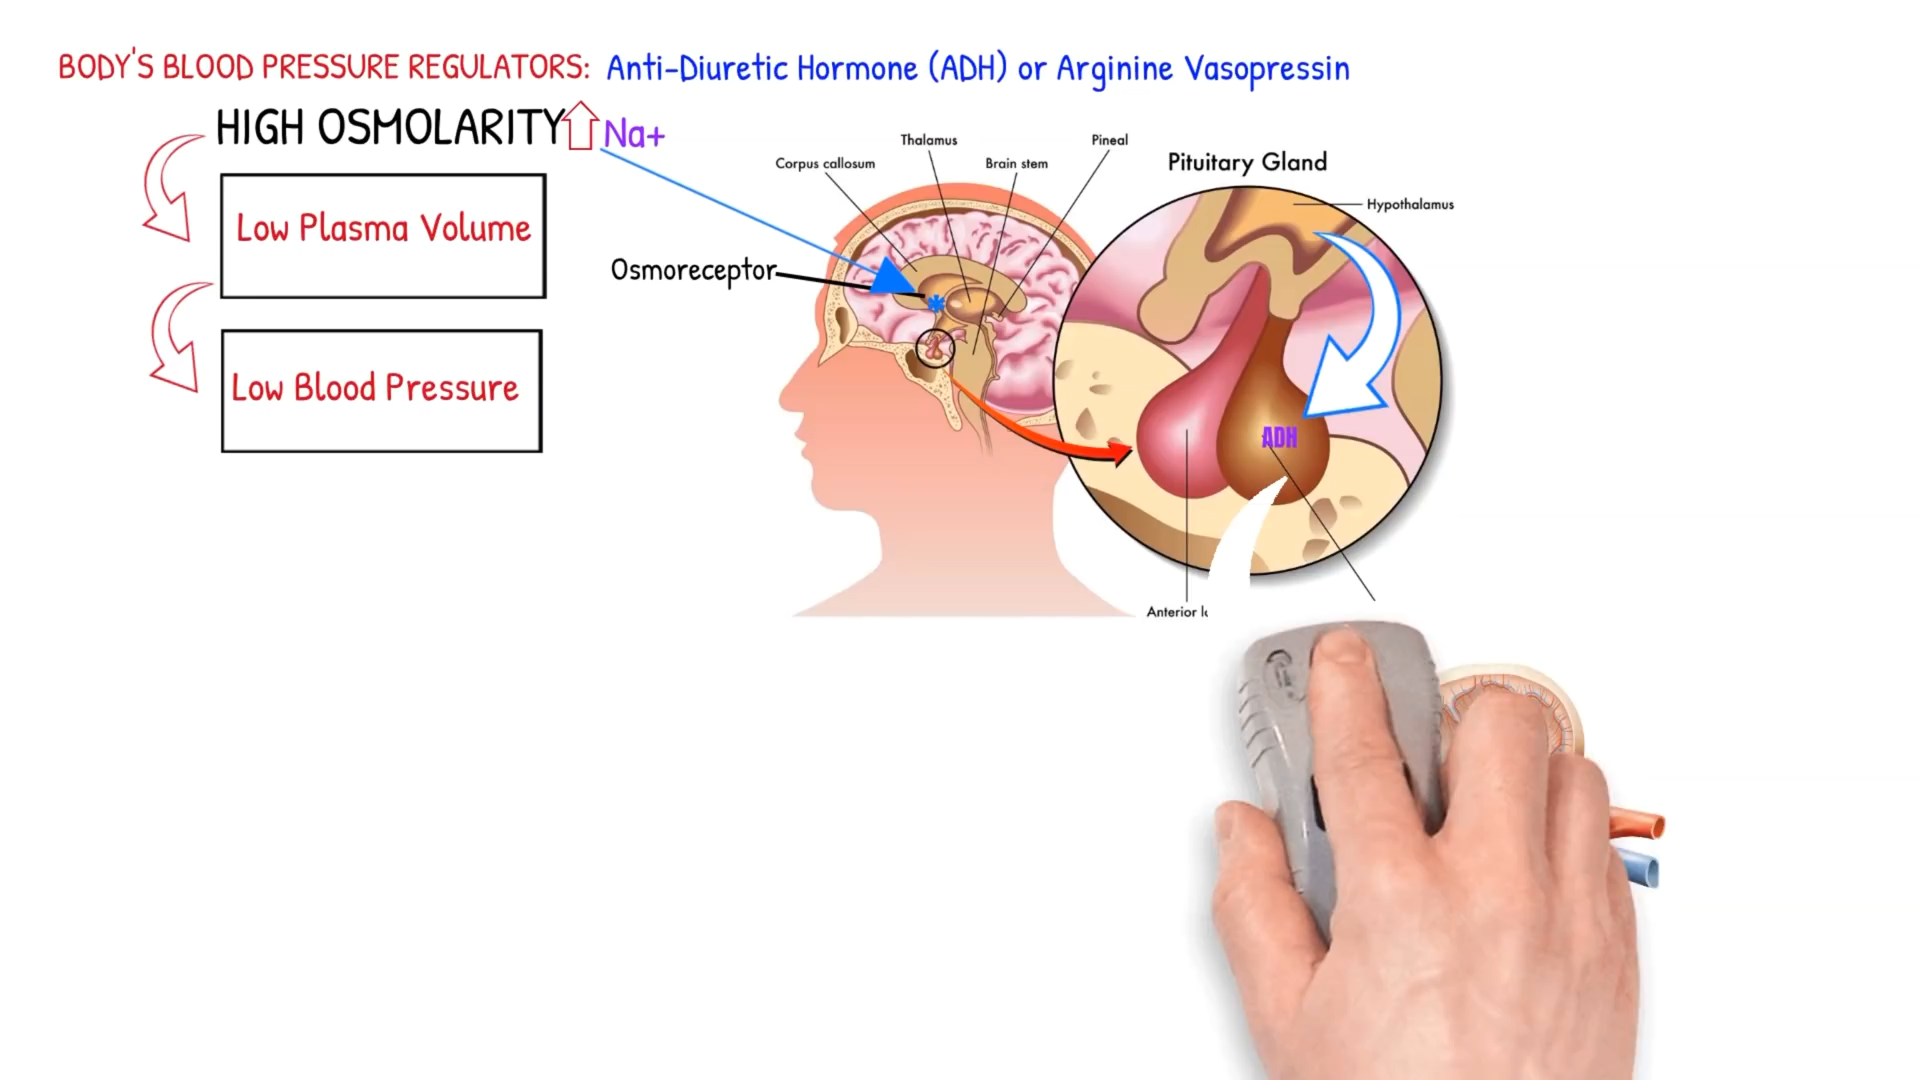 BODY'S BLOOD PRESSURE REGULATORS: Anti-Diuretic Hormone (ADH) or Arginine Vasopressin
HIGH OSMOLARITY Na+
Low Plasma Volume
Low Blood Pressure
Osmoreceptor
Corpus callosum
Thalamus
Brain stem
Pineal
Pituitary Gland
Hypothalamus
ADH
Anterior